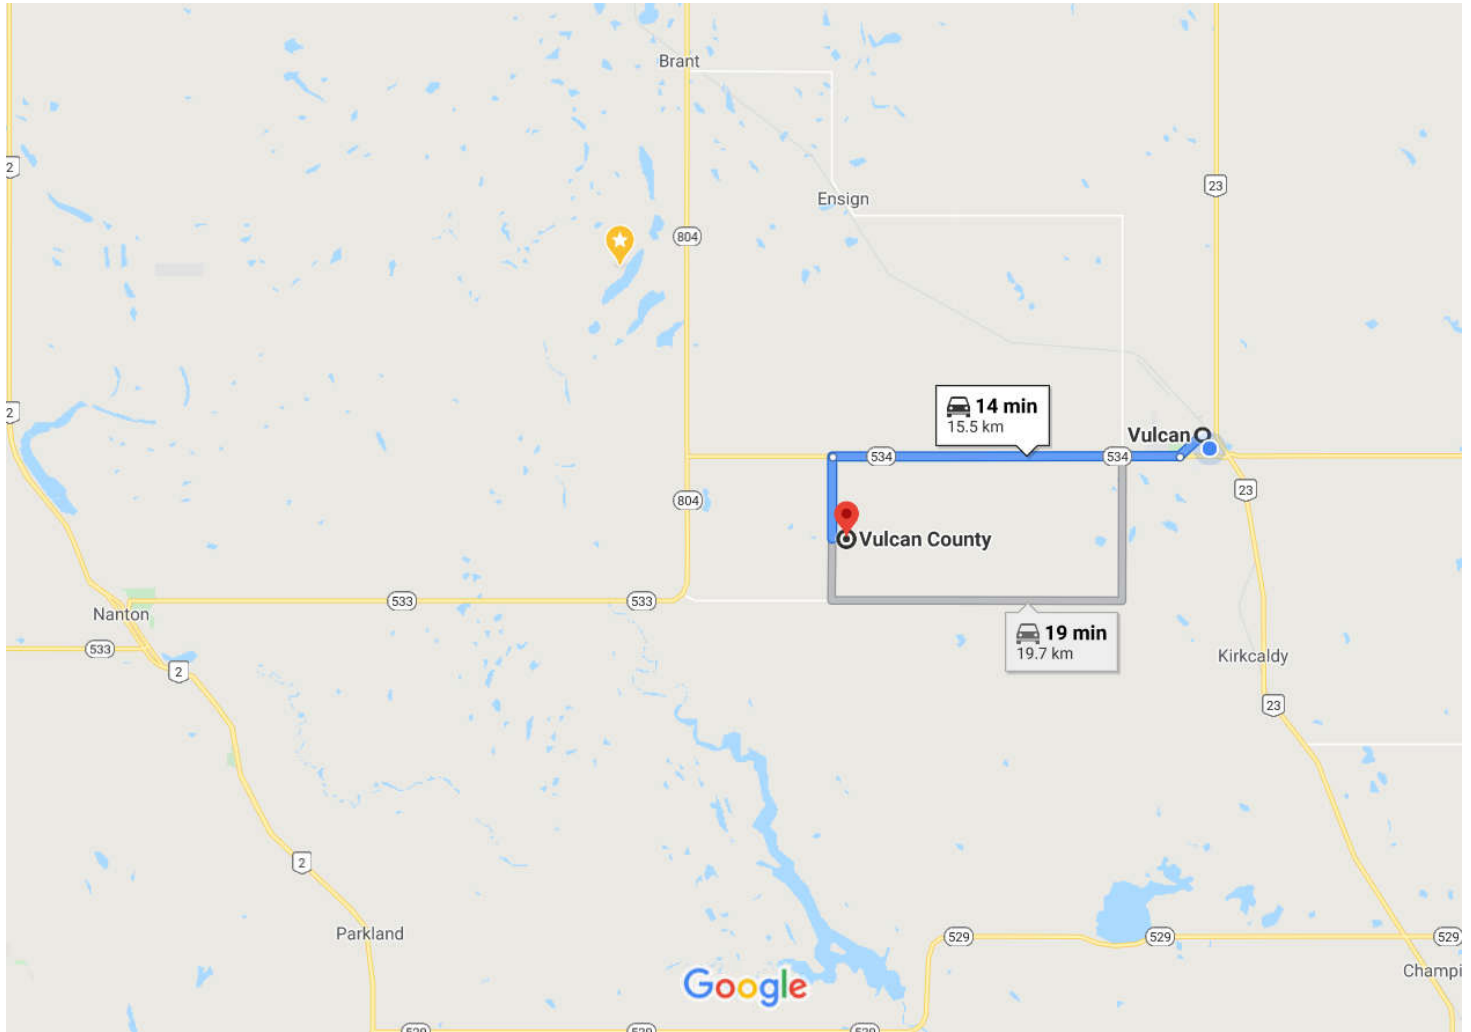 Brant
2
Ensign
23
804
2
14 min
15.5 km
Vulcan
534
534
23
804
Vulcan County
533
533
Nanton
19 min
19.7 km
533
2
Kirkcaldy
23
2
Parkland
529
529
529
Champi
Google